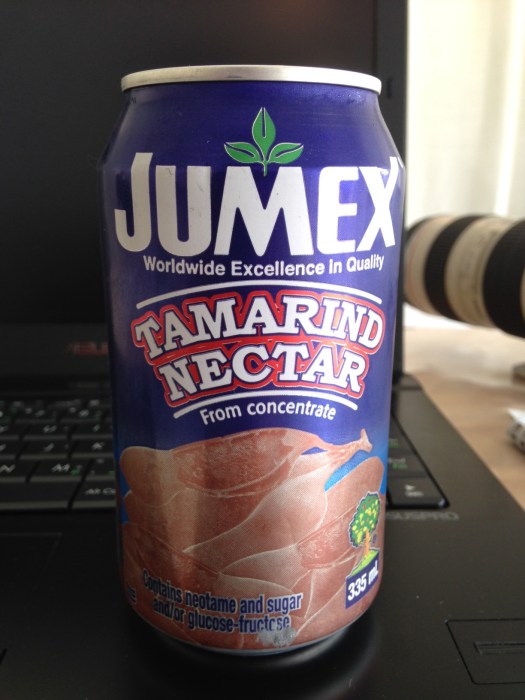 JUMEX
Worldwide Excellence In Quality
TAMARIND
NECTAR
From concentrate
335 ml
Contains neotame and sugar
and/or glucose-fructose